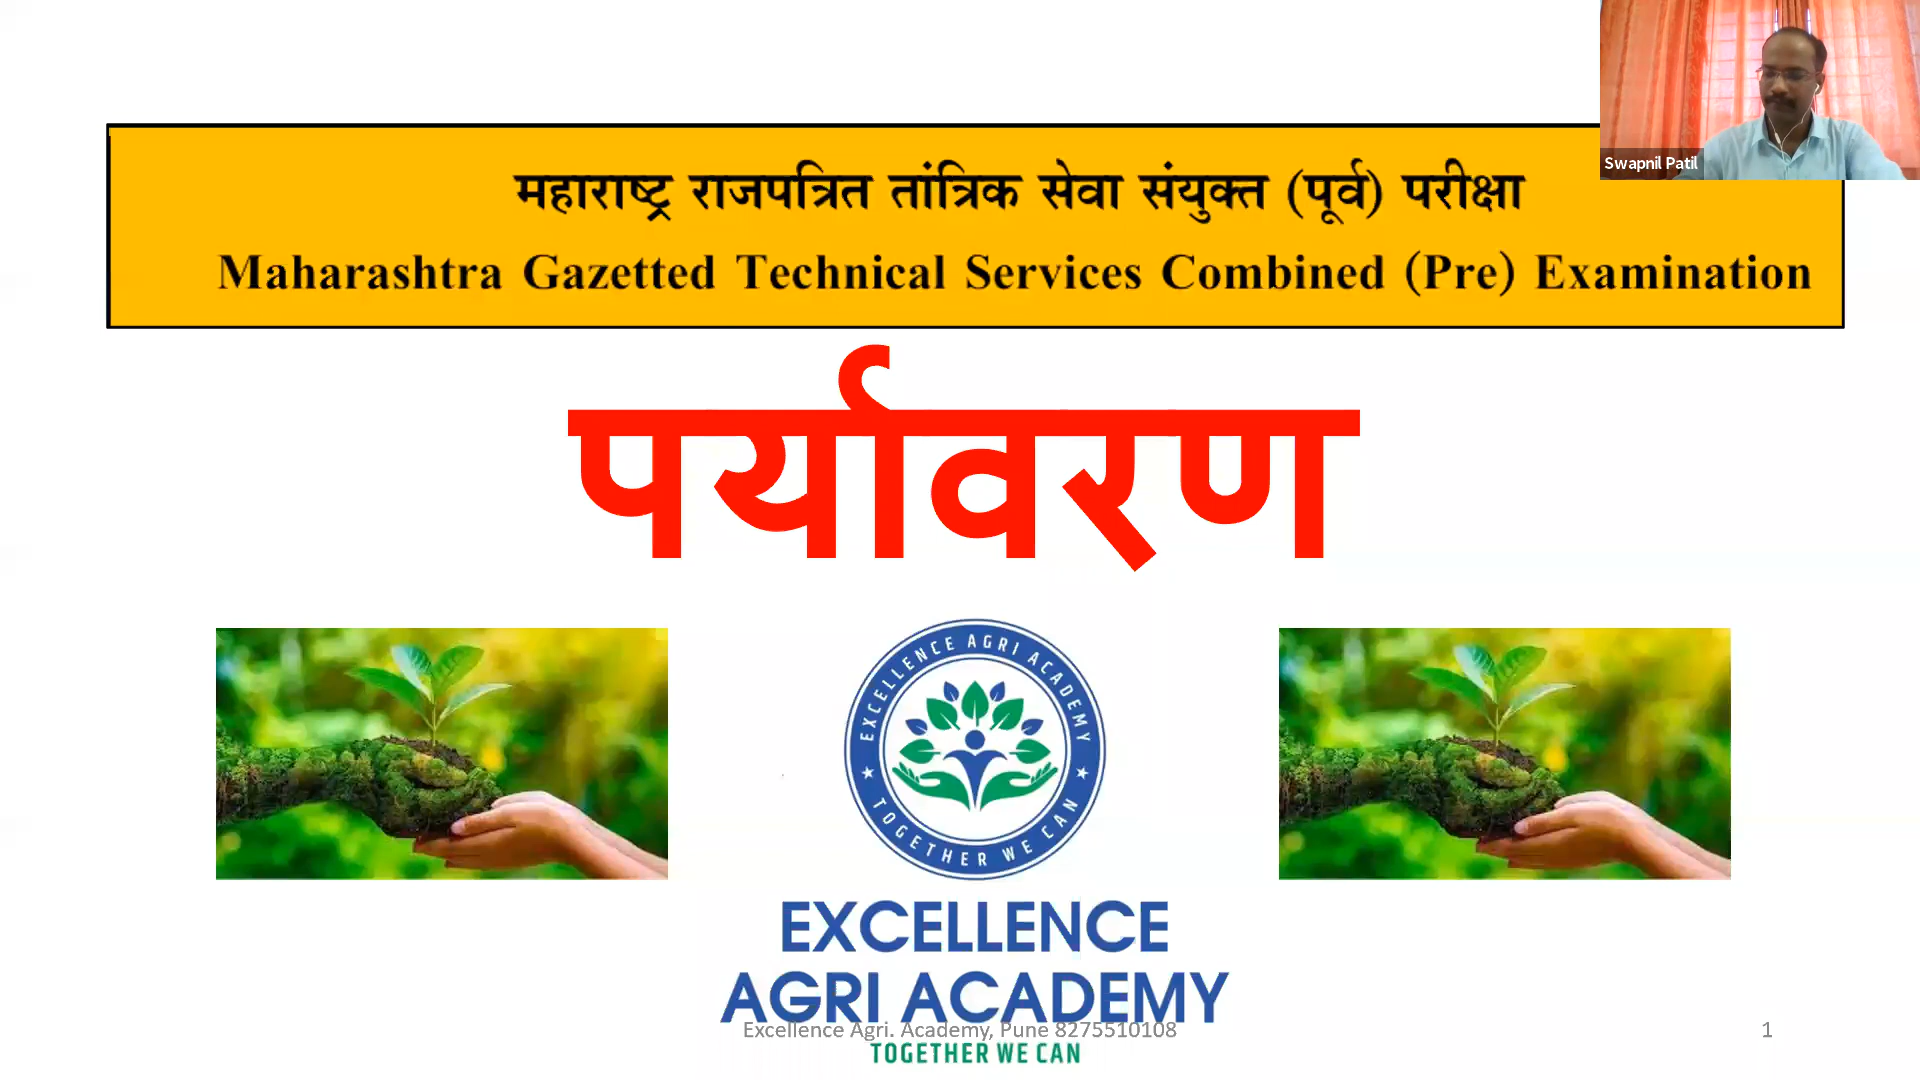 Swapnil Patil
महाराष्ट्र राजपत्रित तांत्रिक सेवा संयुक्त (पूर्व) परीक्षा
Maharashtra Gazetted Technical Services Combined (Pre) Examination
पर्यावरण
EXCELLENCE AGRI ACADEMY
★ TOGETHER WE CAN ★
EXCELLENCE
AGRI ACADEMY
Excellence Agri. Academy, Pune 8275510108
1
TOGETHER WE CAN